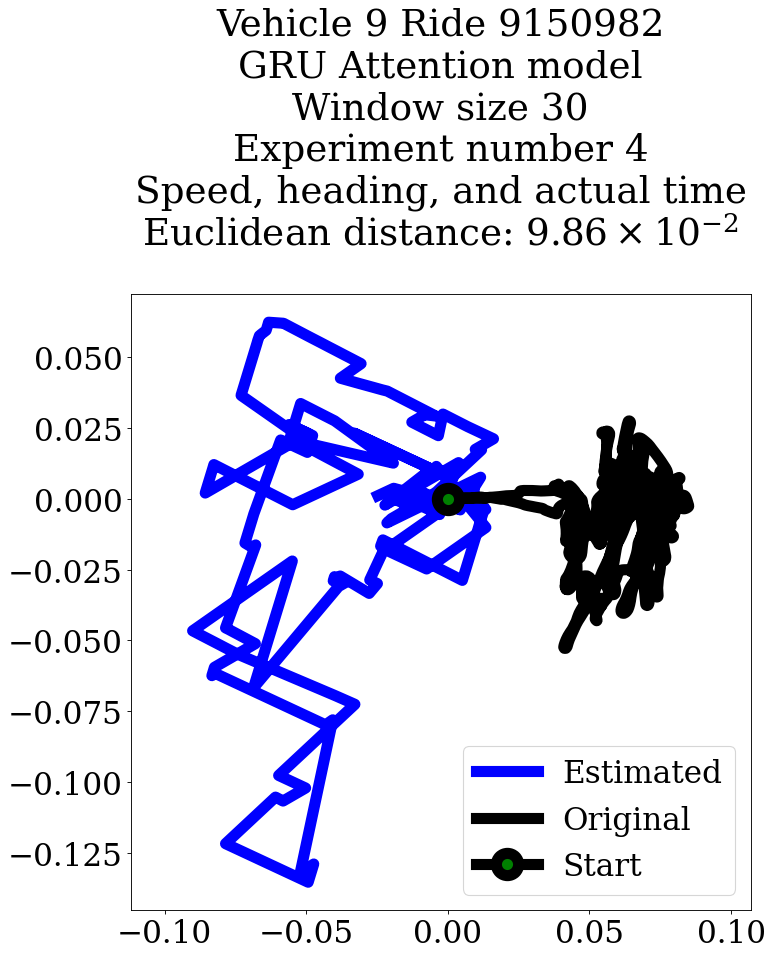 Vehicle 9 Ride 9150982
GRU Attention model
Window size 30
Experiment number 4
Speed, heading, and actual time
Euclidean distance: 9.86 × 10⁻²
0.050
0.025
0.000
−0.025
−0.050
−0.075
−0.100
−0.125
Estimated
Original
Start
−0.10
−0.05
0.00
0.05
0.10